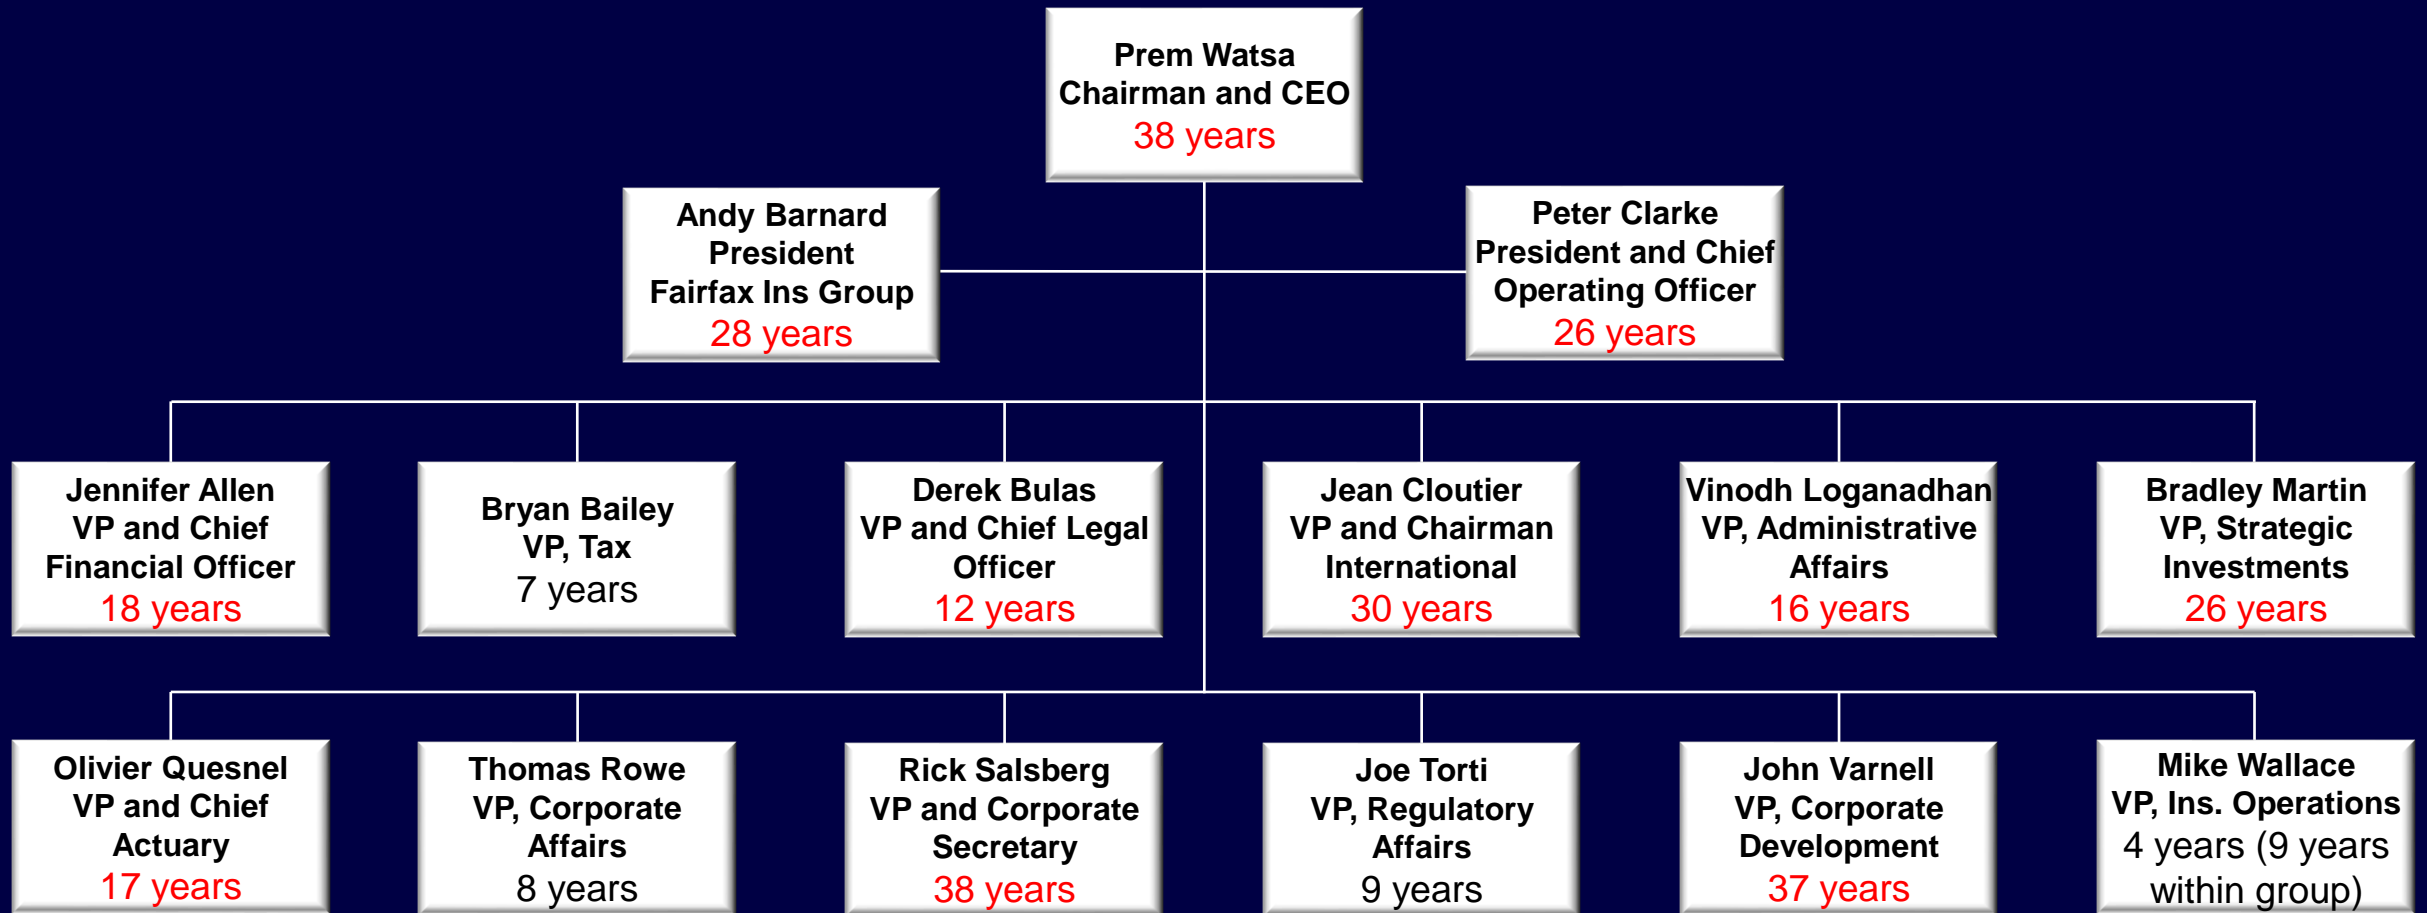 Prem Watsa
Chairman and CEO
38 years
Andy Barnard
President
Fairfax Ins Group
28 years
Peter Clarke
President and Chief
Operating Officer
26 years
Jennifer Allen
VP and Chief
Financial Officer
18 years
Bryan Bailey
VP, Tax
7 years
Derek Bulas
VP and Chief Legal
Officer
12 years
Jean Cloutier
VP and Chairman
International
30 years
Vinodh Loganadhan
VP, Administrative
Affairs
16 years
Bradley Martin
VP, Strategic
Investments
26 years
Olivier Quesnel
VP and Chief
Actuary
17 years
Thomas Rowe
VP, Corporate
Affairs
8 years
Rick Salsberg
VP and Corporate
Secretary
38 years
Joe Torti
VP, Regulatory
Affairs
9 years
John Varnell
VP, Corporate
Development
37 years
Mike Wallace
VP, Ins. Operations
4 years (9 years
within group)